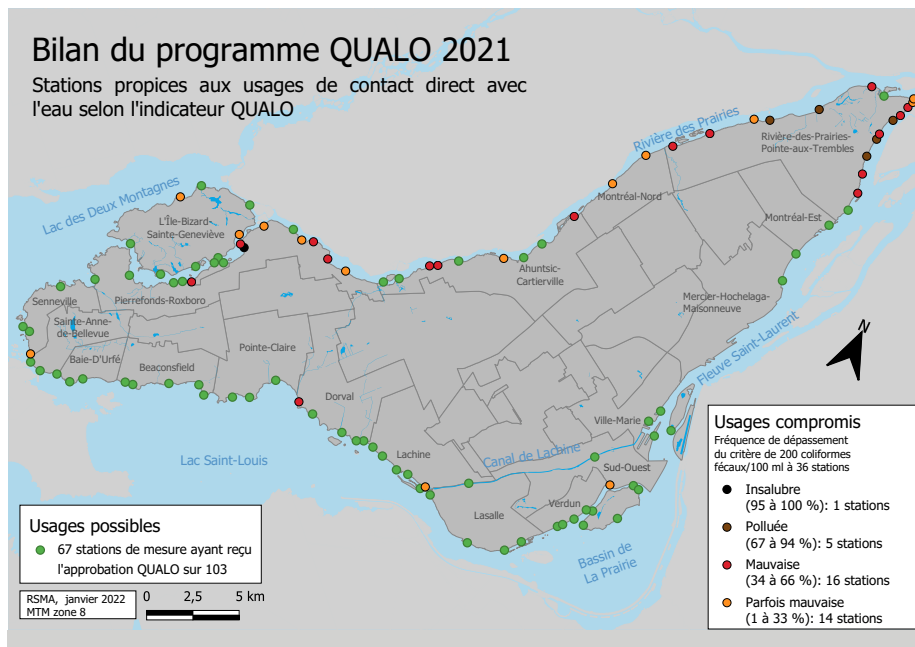 Bilan du programme QUALO 2021
Stations propices aux usages de contact direct avec
l'eau selon l'indicateur QUALO
Rivière des Prairies
Lac des Deux Montagnes
Rivière-des-Prairies-
Pointe-aux-Trembles
L'Île-Bizard-
Sainte-Geneviève
Montréal-Nord
Montréal-Est
Ahuntsic-
Cartierville
Senneville
Pierrefonds-Roxboro
Mercier-Hochelaga-
Maisonneuve
Sainte-Anne-
de-Bellevue
Baie-D'Urfé
Beaconsfield
Pointe-Claire
Fleuve Saint-Laurent
N
Dorval
Ville-Marie
Lachine
Canal de Lachine
Lac Saint-Louis
Sud-Ouest
Lasalle
Verdun
Bassin de
La Prairie
Usages compromis
Fréquence de dépassement
du critère de 200 coliformes
fécaux/100 ml à 36 stations
Insalubre
(95 à 100 %): 1 stations
Polluée
(67 à 94 %): 5 stations
Mauvaise
(34 à 66 %): 16 stations
Parfois mauvaise
(1 à 33 %): 14 stations
Usages possibles
67 stations de mesure ayant reçu
l'approbation QUALO sur 103
RSMA, janvier 2022
MTM zone 8
0 2,5 5 km